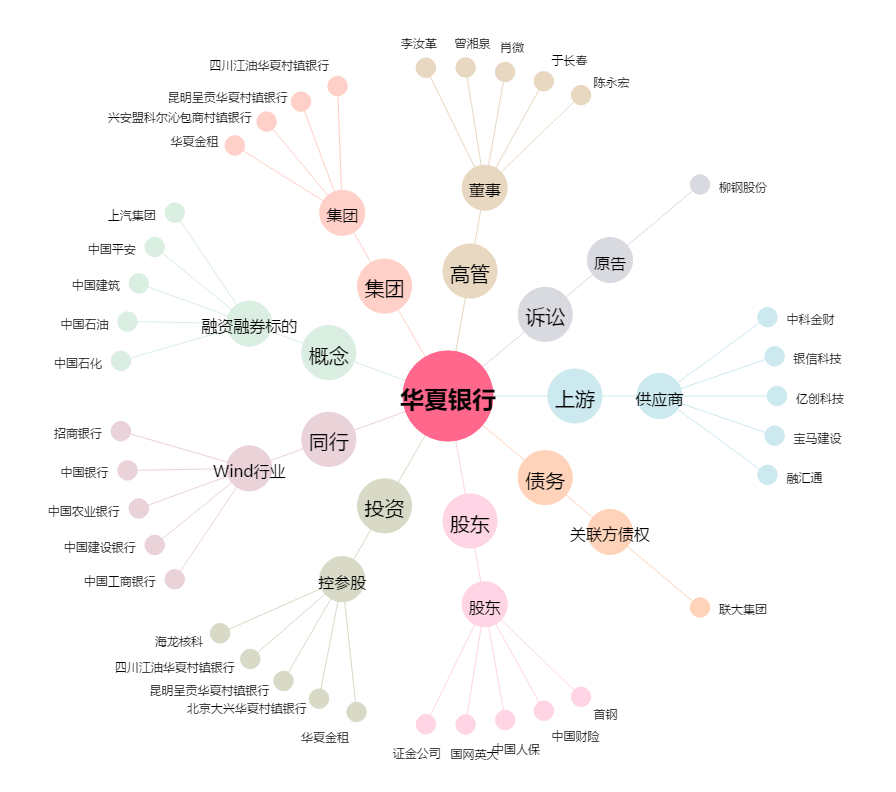 李汝革
曾湘泉
肖微
于长春
陈永宏
董事
高管
四川江油华夏村镇银行
昆明呈贡华夏村镇银行
兴安盟科尔沁包商村镇银行
华夏金租
集团
集团
柳钢股份
原告
诉讼
上汽集团
中国平安
中国建筑
中国石油
中国石化
融资融券标的
概念
华夏银行
上游
供应商
中科金财
银信科技
亿创科技
宝马建设
融汇通
招商银行
中国银行
中国农业银行
中国建设银行
中国工商银行
Wind行业
同行
投资
控参股
海龙核科
四川江油华夏村镇银行
昆明呈贡华夏村镇银行
北京大兴华夏村镇银行
华夏金租
股东
股东
证金公司
国网英大
中国人保
中国财险
首钢
债务
关联方债权
联大集团